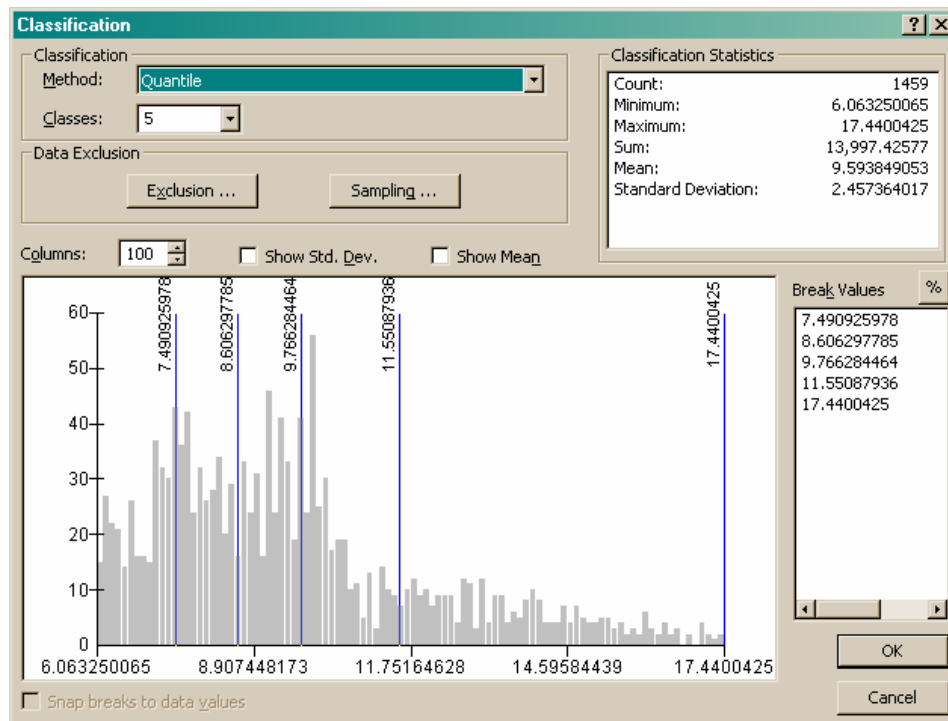 Classification
Classification
Method: Quantile
Classes: 5
Data Exclusion
Exclusion ...
Sampling ...
Classification Statistics
Count: 1459
Minimum: 6.063250065
Maximum: 17.4400425
Sum: 13,997.42577
Mean: 9.593849053
Standard Deviation: 2.457364017
Columns: 100
Show Std. Dev.
Show Mean
60
50
40
30
20
10
0
7.490925978
8.606297785
9.766284464
11.55087936
17.4400425
6.063250065
8.907448173
11.75164628
14.59584439
17.4400425
Break Values
%
7.490925978
8.606297785
9.766284464
11.55087936
17.4400425
OK
Cancel
Snap breaks to data values